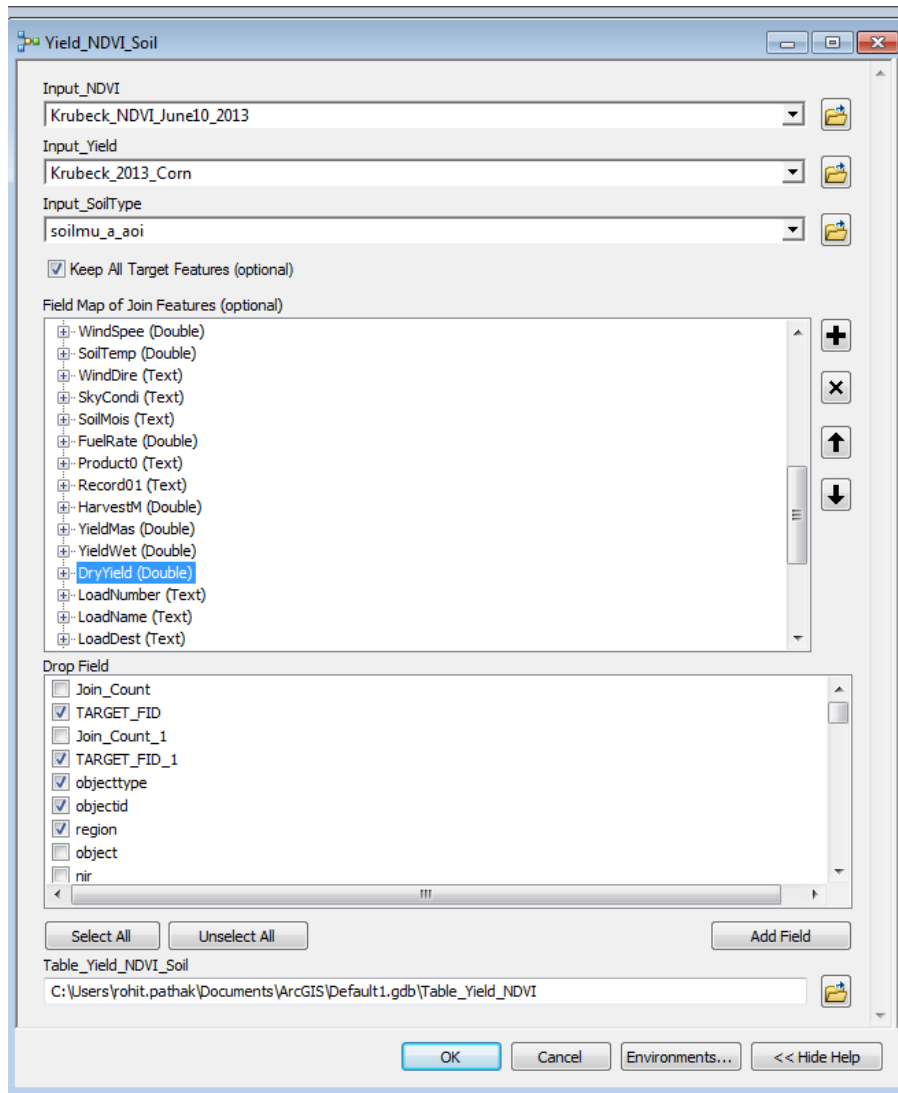 Yield_NDVI_Soil
Input_NDVI
Krubeck_NDVI_June10_2013
Input_Yield
Krubeck_2013_Corn
Input_SoilType
soilmu_a_aoi
Keep All Target Features (optional)
Field Map of Join Features (optional)
WindSpee (Double)
SoilTemp (Double)
WindDire (Text)
SkyCondi (Text)
SoilMois (Text)
FuelRate (Double)
Product0 (Text)
Record01 (Text)
HarvestM (Double)
YieldMas (Double)
YieldWet (Double)
DryYield (Double)
LoadNumber (Text)
LoadName (Text)
LoadDest (Text)
Drop Field
Join_Count
TARGET_FID
Join_Count_1
TARGET_FID_1
objecttype
objectid
region
object
nir
Select All Unselect All Add Field
Table_Yield_NDVI_Soil
C:\Users\rohit.pathak\Documents\ArcGIS\Default1.gdb\Table_Yield_NDVI
OK Cancel Environments... << Hide Help